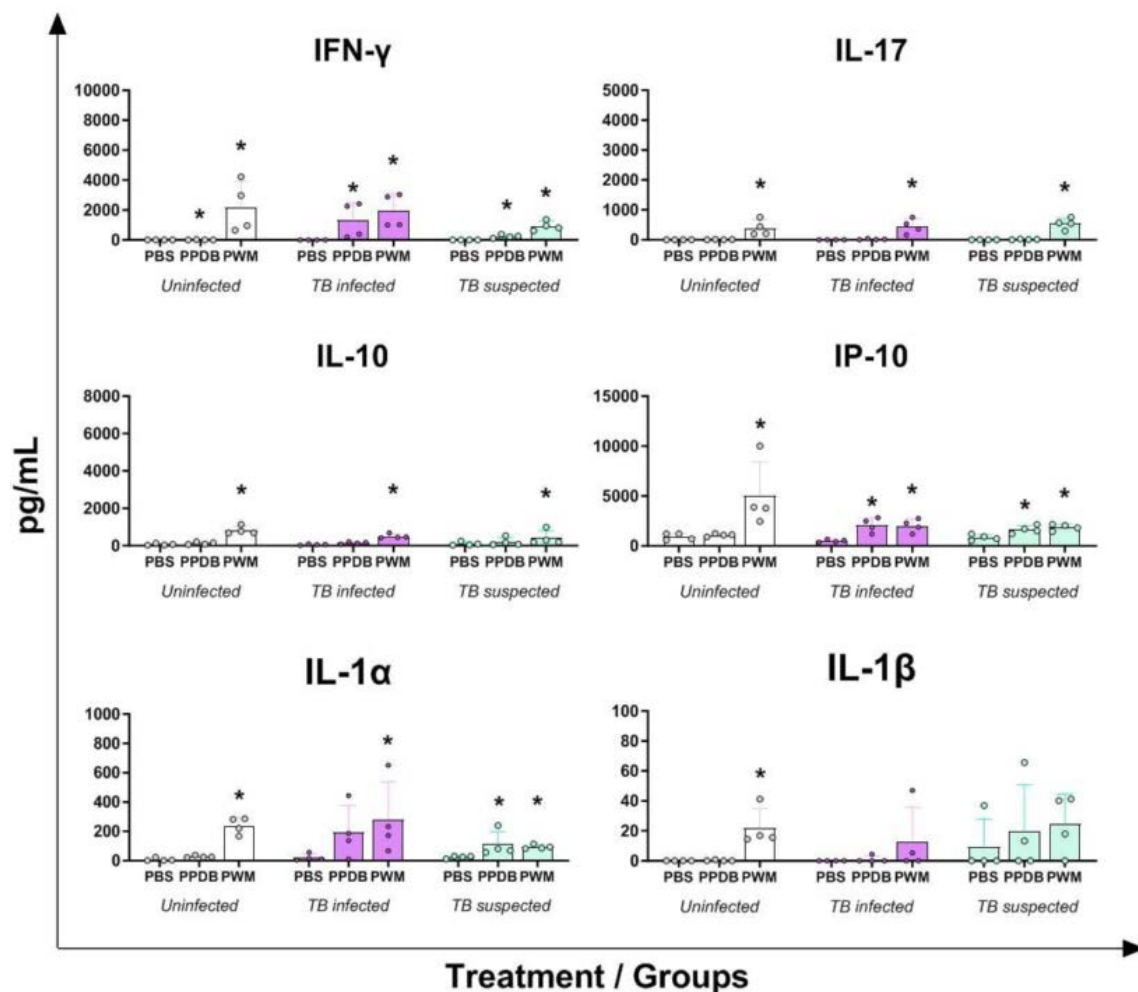 IFN-γ
10000
8000
6000
4000
2000
0
* * * * * *
PBS PPDB PWM PBS PPDB PWM PBS PPDB PWM
Uninfected TB infected TB suspected
IL-17
5000
4000
3000
2000
1000
0
* * *
PBS PPDB PWM PBS PPDB PWM PBS PPDB PWM
Uninfected TB infected TB suspected
IL-10
8000
6000
4000
2000
0
* * *
PBS PPDB PWM PBS PPDB PWM PBS PPDB PWM
Uninfected TB infected TB suspected
IP-10
15000
10000
5000
0
* * * * *
PBS PPDB PWM PBS PPDB PWM PBS PPDB PWM
Uninfected TB infected TB suspected
IL-1α
1000
800
600
400
200
0
* * * *
PBS PPDB PWM PBS PPDB PWM PBS PPDB PWM
Uninfected TB infected TB suspected
IL-1β
100
80
60
40
20
0
*
PBS PPDB PWM PBS PPDB PWM PBS PPDB PWM
Uninfected TB infected TB suspected
pg/mL
Treatment / Groups